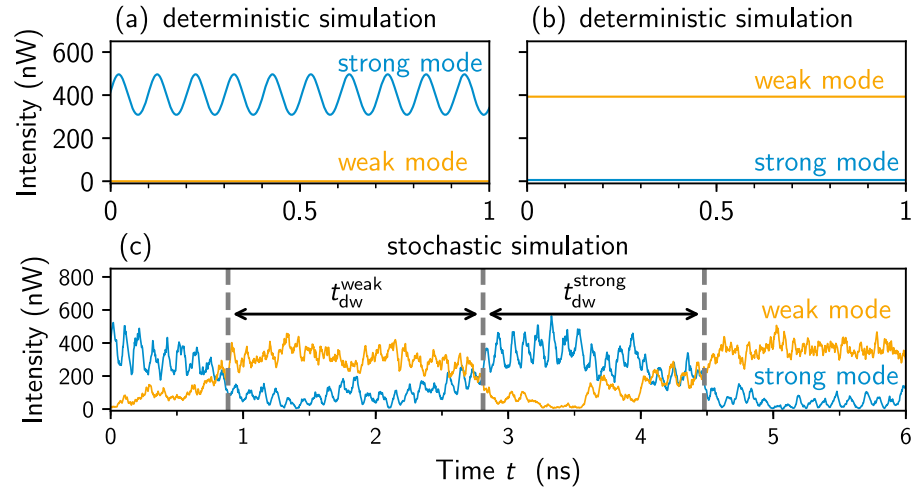 (a) deterministic simulation
(b) deterministic simulation
Intensity (nW)
600
400
200
0
strong mode
weak mode
0
0.5
1
weak mode
strong mode
0
0.5
1
(c) stochastic simulation
Intensity (nW)
800
600
400
200
0
t_dw^weak
t_dw^strong
weak mode
strong mode
0
1
2
3
4
5
6
Time t (ns)